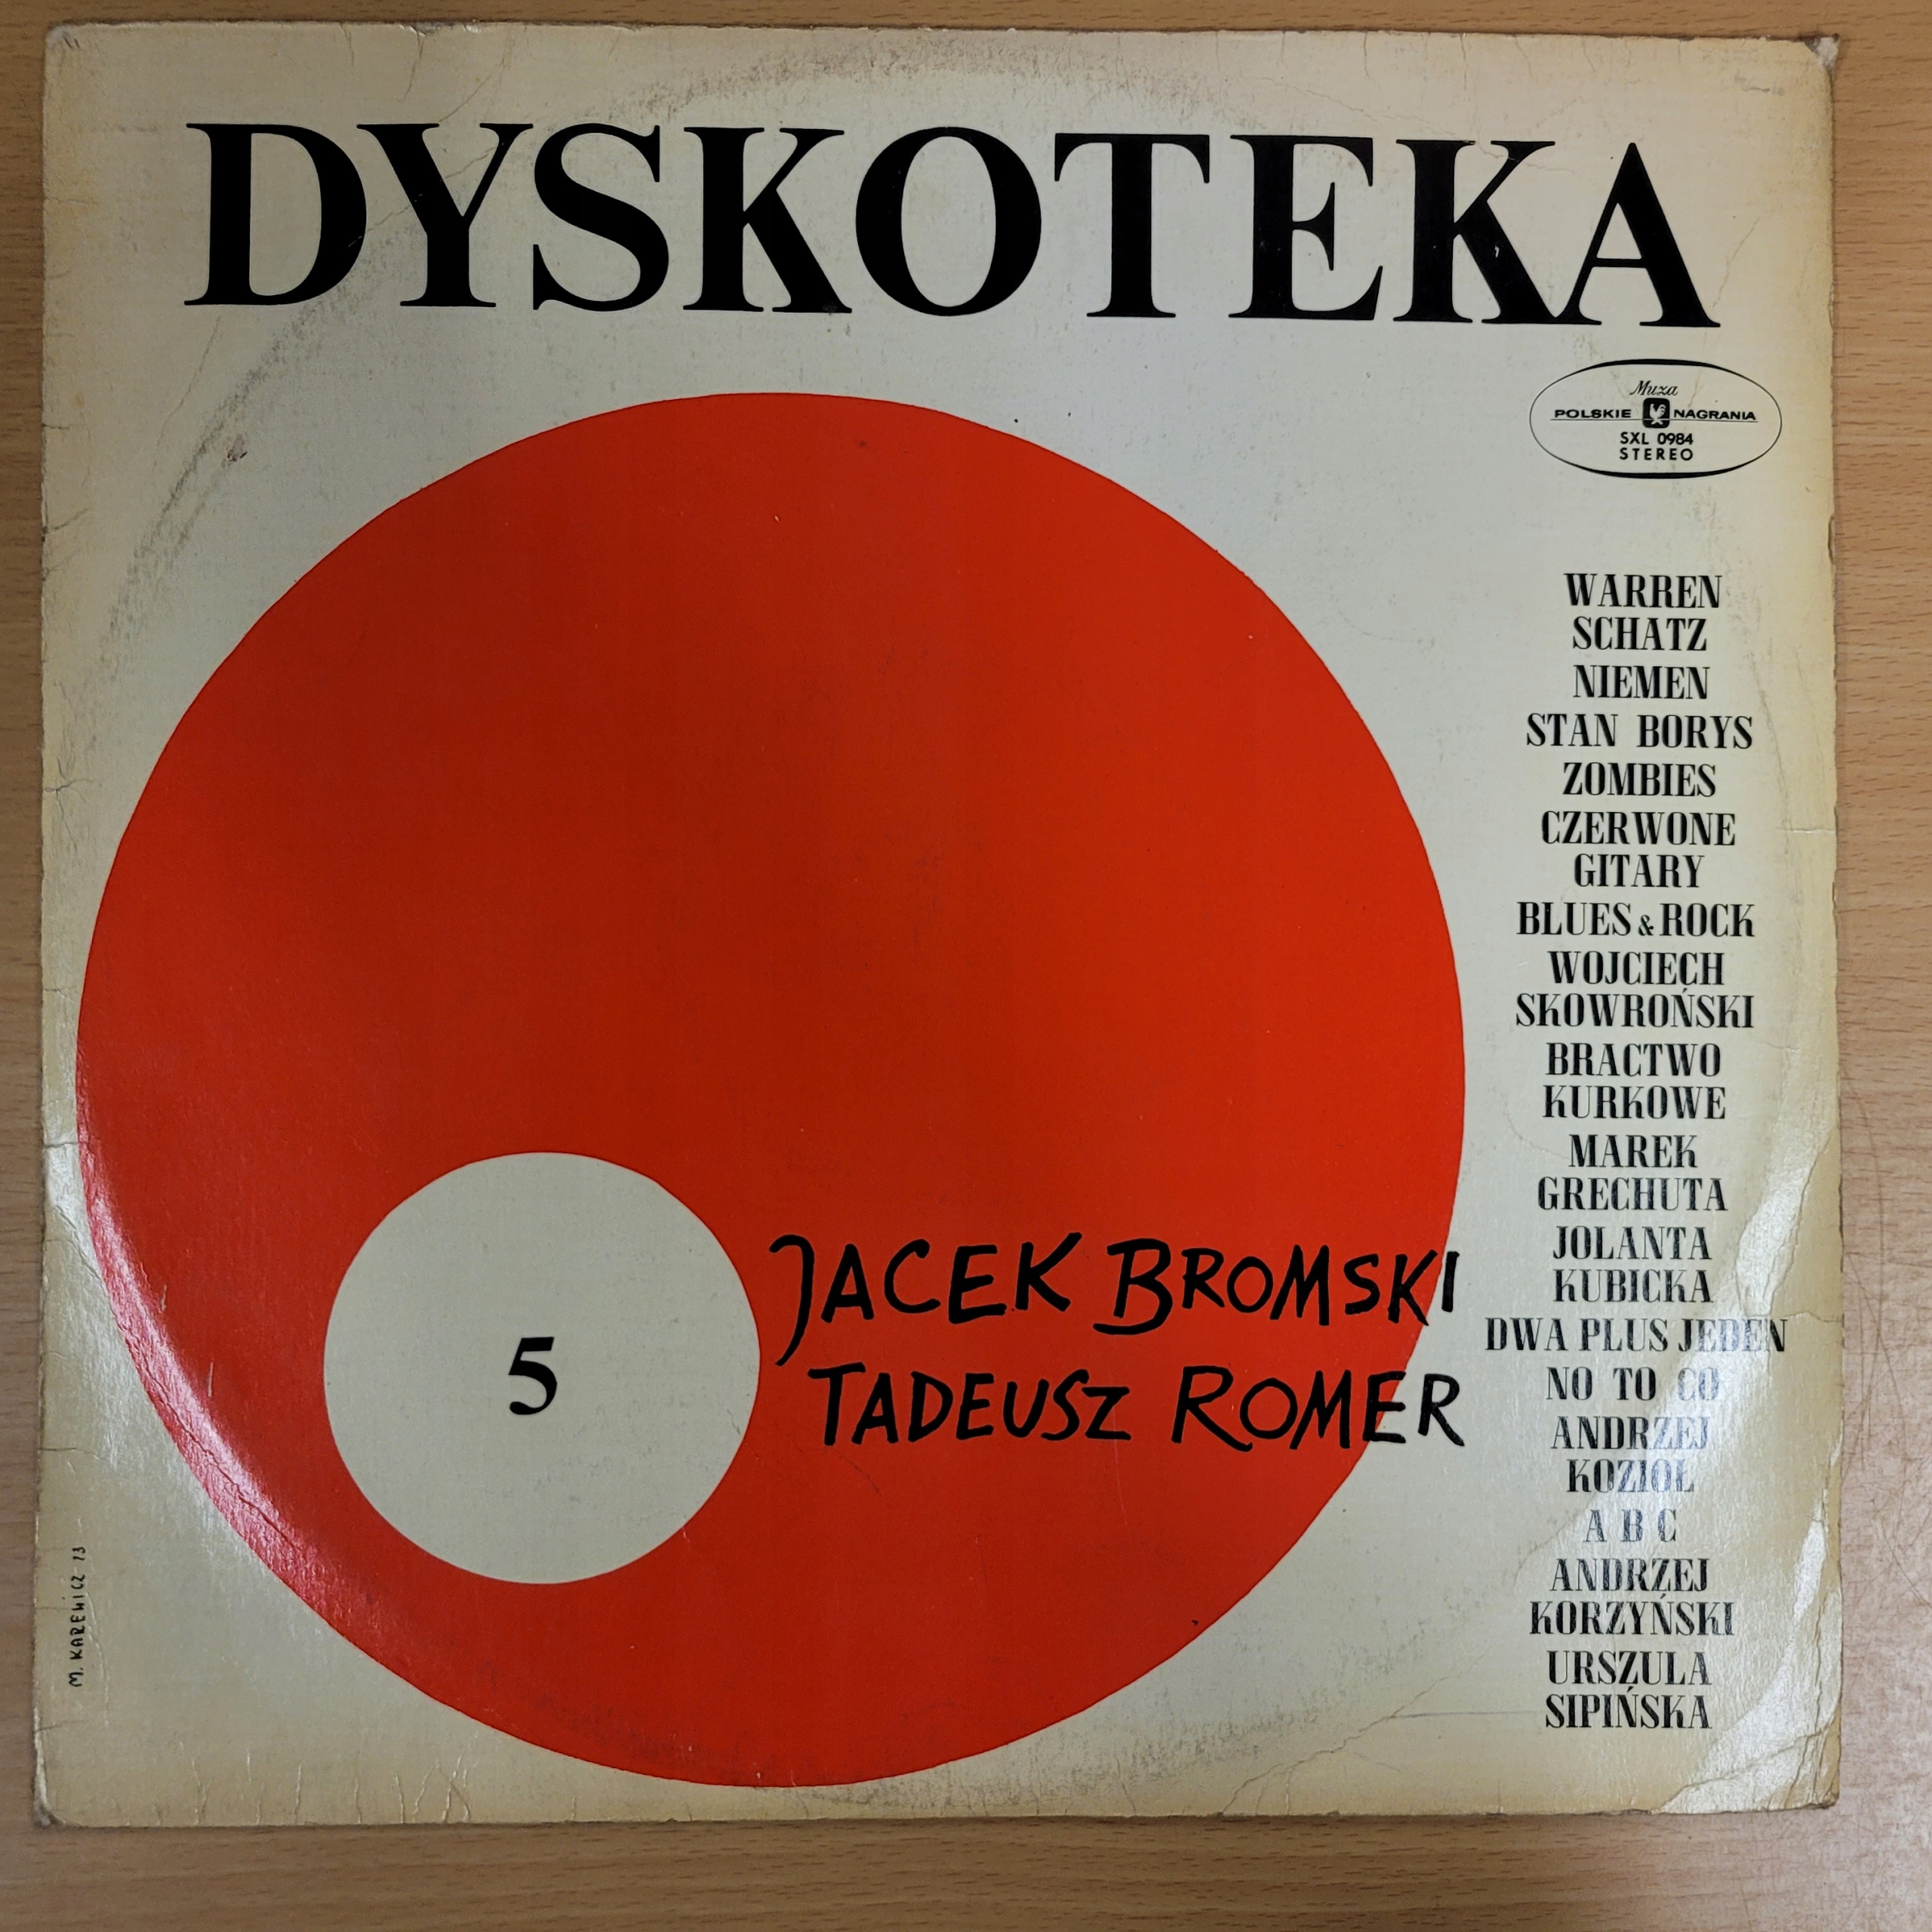 DYSKOTEKA
Muza
POLSKIE NAGRANIA
SXL 0984
STEREO
WARREN
SCHATZ
NIEMEN
STAN BORYS
ZOMBIES
CZERWONE
GITARY
BLUES & ROCK
WOJCIECH
SKOWROŃSKI
BRACTWO
KURKOWE
MAREK
GRECHUTA
JOLANTA
KUBICKA
DWA PLUS JEDEN
NO TO CO
ANDRZEJ
KOZIOŁ
A B C
ANDRZEJ
KORZYŃSKI
URSZULA
SIPIŃSKA
JACEK BROMSKI
TADEUSZ ROMER
5
M. KAREWICZ 73